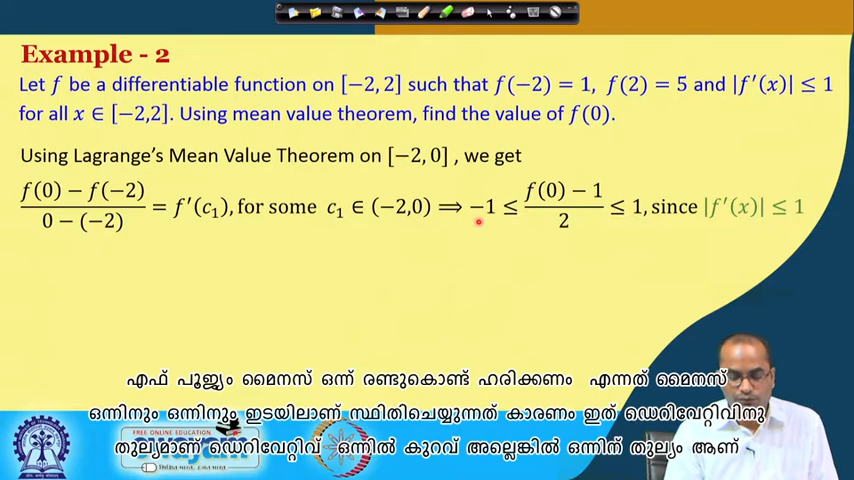 Example - 2
Let f be a differentiable function on [−2, 2] such that f(−2) = 1, f(2) = 5 and |f′(x)| ≤ 1
for all x ∈ [−2,2]. Using mean value theorem, find the value of f(0).
Using Lagrange's Mean Value Theorem on [−2, 0] , we get
f(0) − f(−2) / 0 − (−2) = f′(c₁), for some c₁ ∈ (−2,0) ⟹ −1 ≤ f(0) − 1 / 2 ≤ 1, since |f′(x)| ≤ 1
എഫ് പൂജ്യം മൈനസ് ഒന്ന് രണ്ടുകൊണ്ട് ഹരിക്കണം എന്നത് മൈനസ്
ഒന്നിനും ഒന്നിനും ഇടയിലാണ് സ്ഥിതിചെയ്യുന്നത് കാരണം ഇത് ഡെറിവേറ്റിവിനു
തുല്യമാണ് ഡെറിവേറ്റിവ് ഒന്നിൽ കുറവ് അല്ലെങ്കിൽ ഒന്നിന് തുല്യം ആണ്